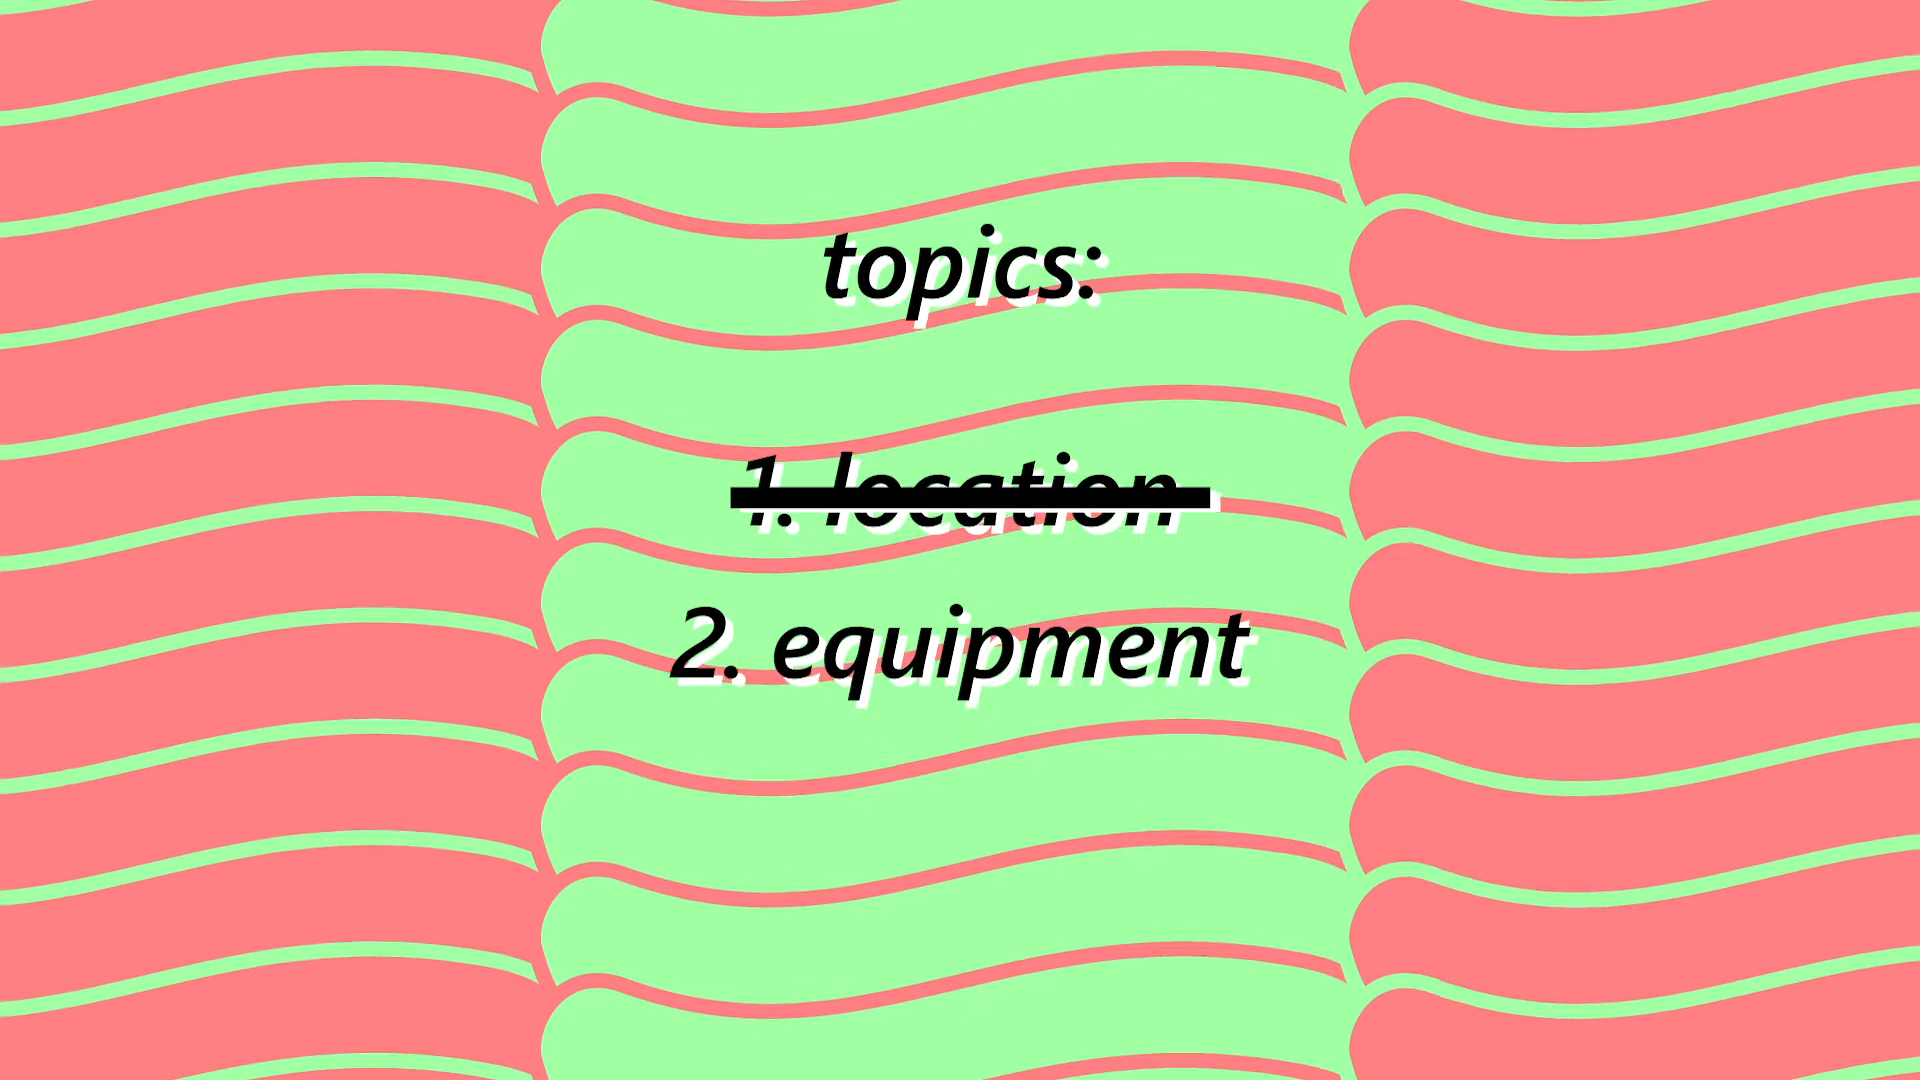 topics:
1. location
2. equipment